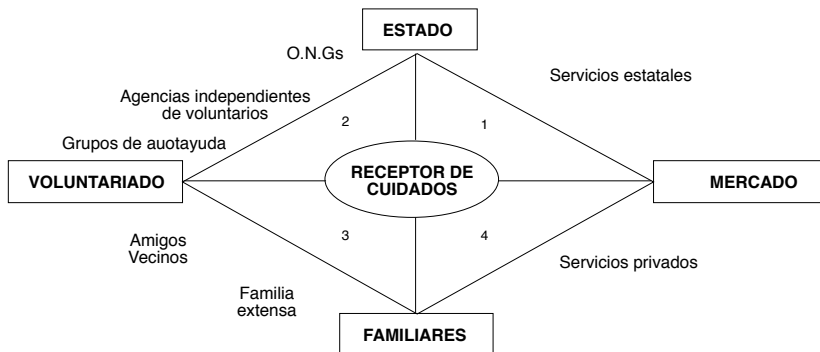 ESTADO
O.N.Gs
Servicios estatales
Agencias independientes
de voluntarios
2
1
Grupos de auotayuda
VOLUNTARIADO
RECEPTOR DE
CUIDADOS
MERCADO
3
4
Amigos
Vecinos
Servicios privados
Familia
extensa
FAMILIARES